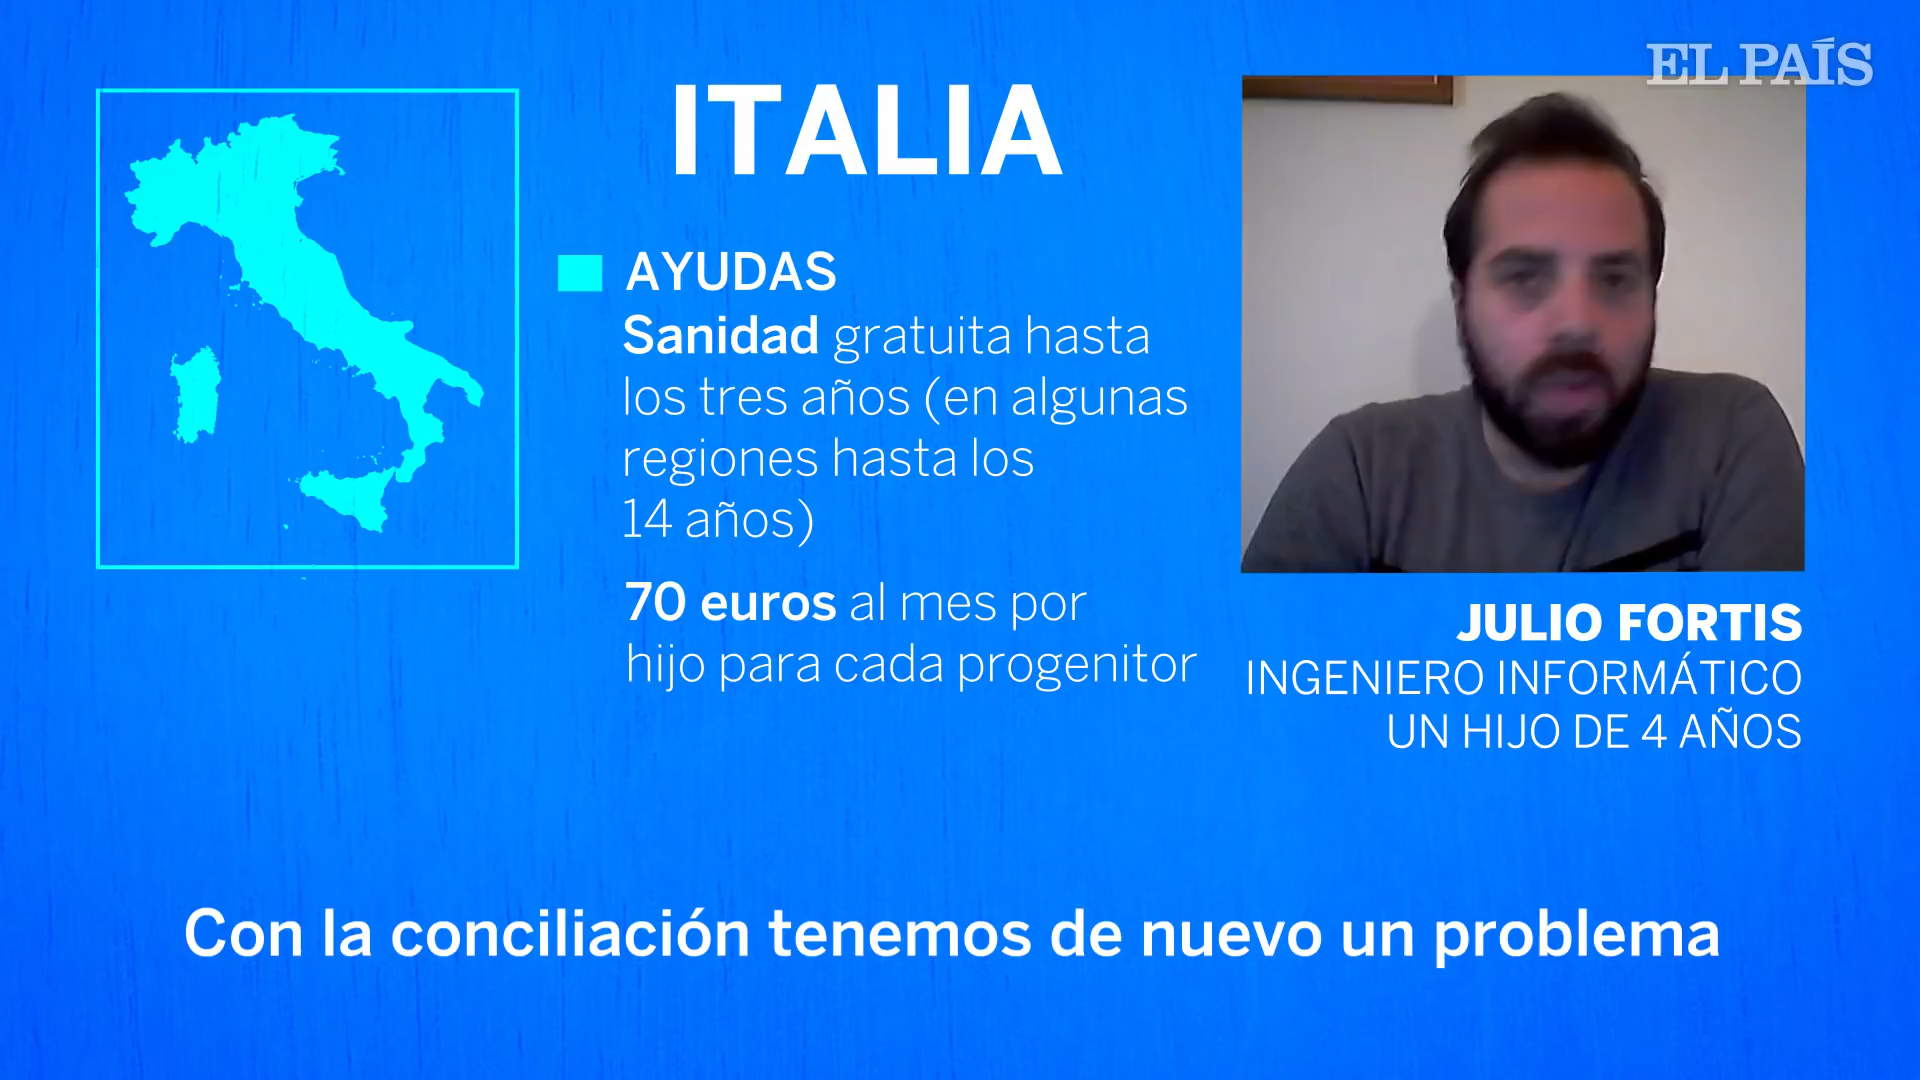 EL PAÍS
ITALIA
AYUDAS
Sanidad gratuita hasta
los tres años (en algunas
regiones hasta los
14 años)
70 euros al mes por
hijo para cada progenitor
JULIO FORTIS
INGENIERO INFORMÁTICO
UN HIJO DE 4 AÑOS
Con la conciliación tenemos de nuevo un problema